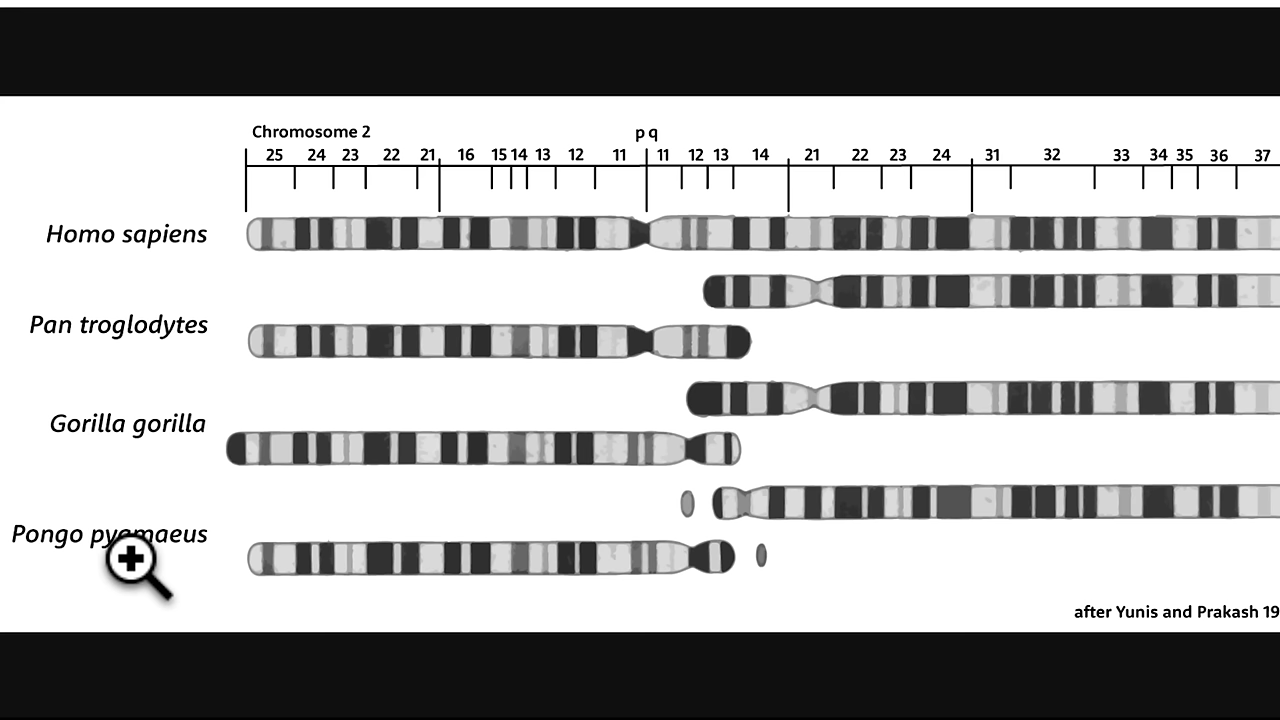 Chromosome 2
p q
25 24 23 22 21 16 15 14 13 12 11 11 12 13 14 21 22 23 24 31 32 33 34 35 36 37
Homo sapiens
Pan troglodytes
Gorilla gorilla
Pongo pygmaeus
after Yunis and Prakash 19